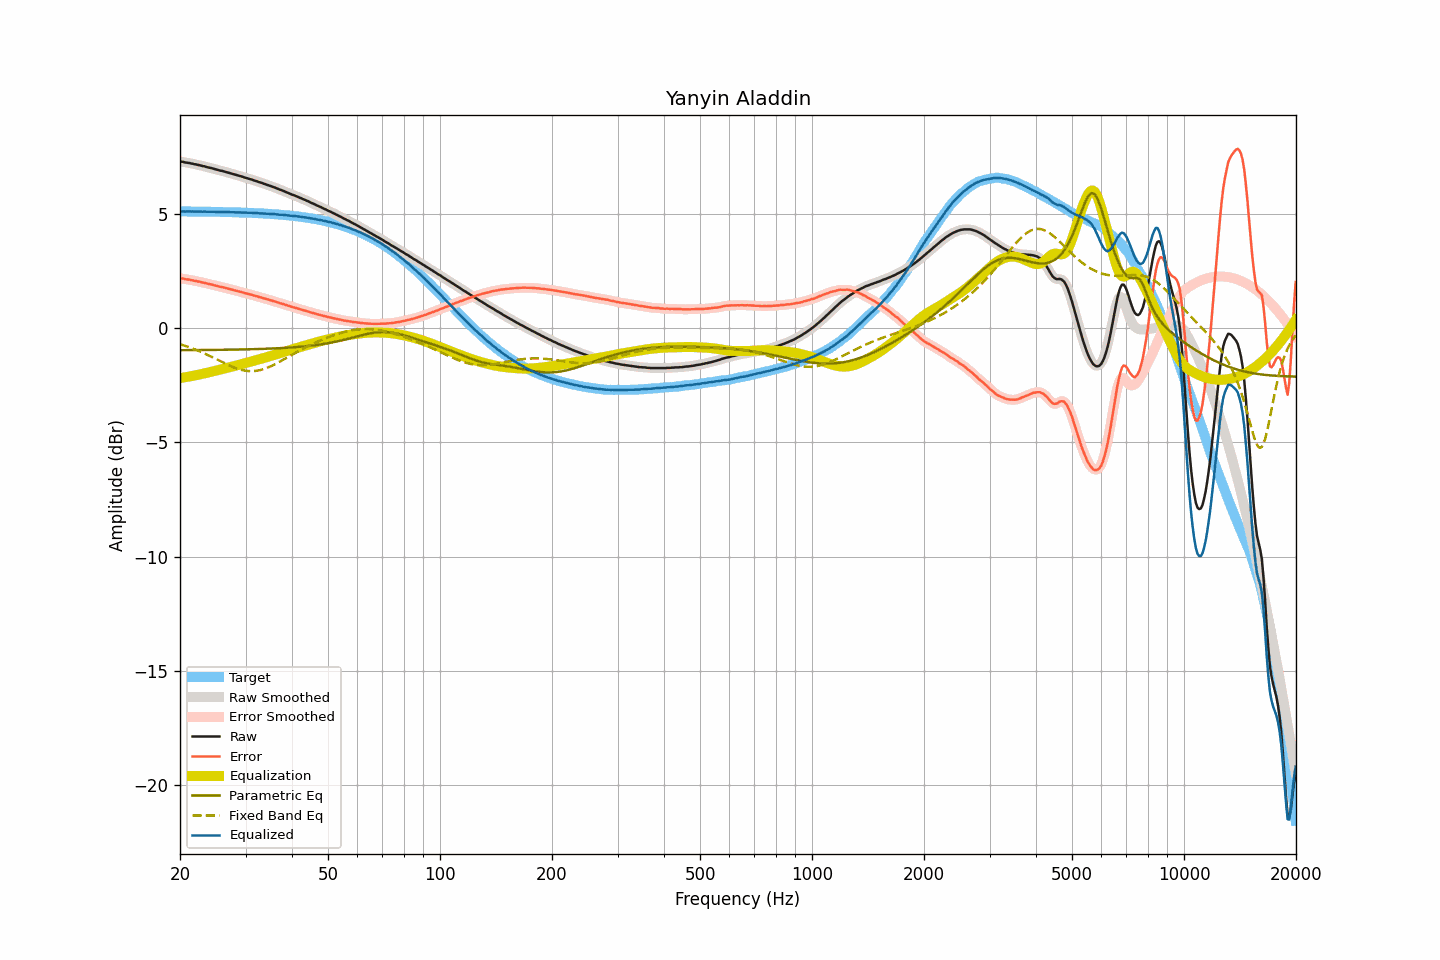 Yanyin Aladdin
Amplitude (dBr)
5
0
−5
−10
−15
−20
Target
Raw Smoothed
Error Smoothed
Raw
Error
Equalization
Parametric Eq
Fixed Band Eq
Equalized
20 50 100 200 500 1000 2000 5000 10000 20000
Frequency (Hz)